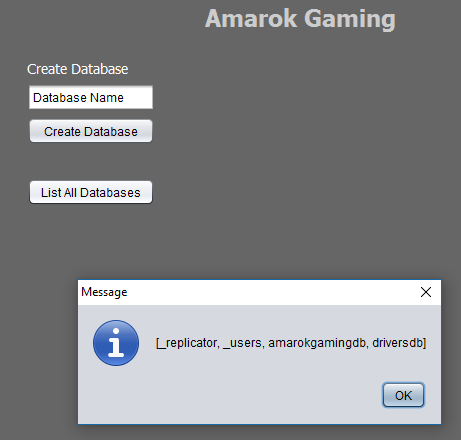 Amarok Gaming
Create Database
Database Name
Create Database
List All Databases
Message
[_replicator, _users, amarokgamingdb, driversdb]
OK